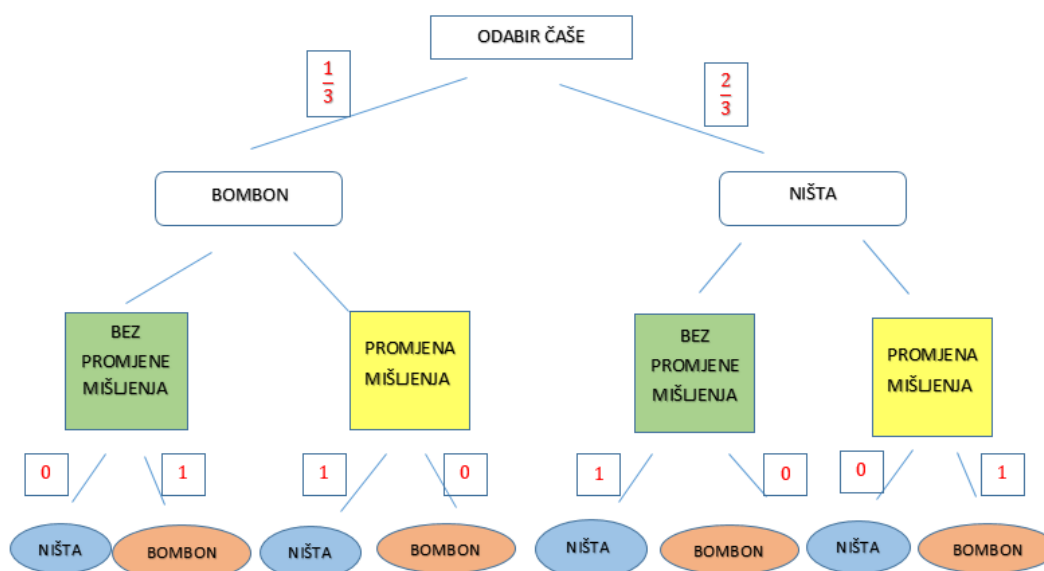 ODABIR ČAŠE
1
3
2
3
BOMBON
NIŠTA
BEZ
PROMJENE
MIŠLJENJA
PROMJENA
MIŠLJENJA
BEZ
PROMJENE
MIŠLJENJA
PROMJENA
MIŠLJENJA
0
1
1
0
1
0
0
1
NIŠTA
BOMBON
NIŠTA
BOMBON
NIŠTA
BOMBON
NIŠTA
BOMBON